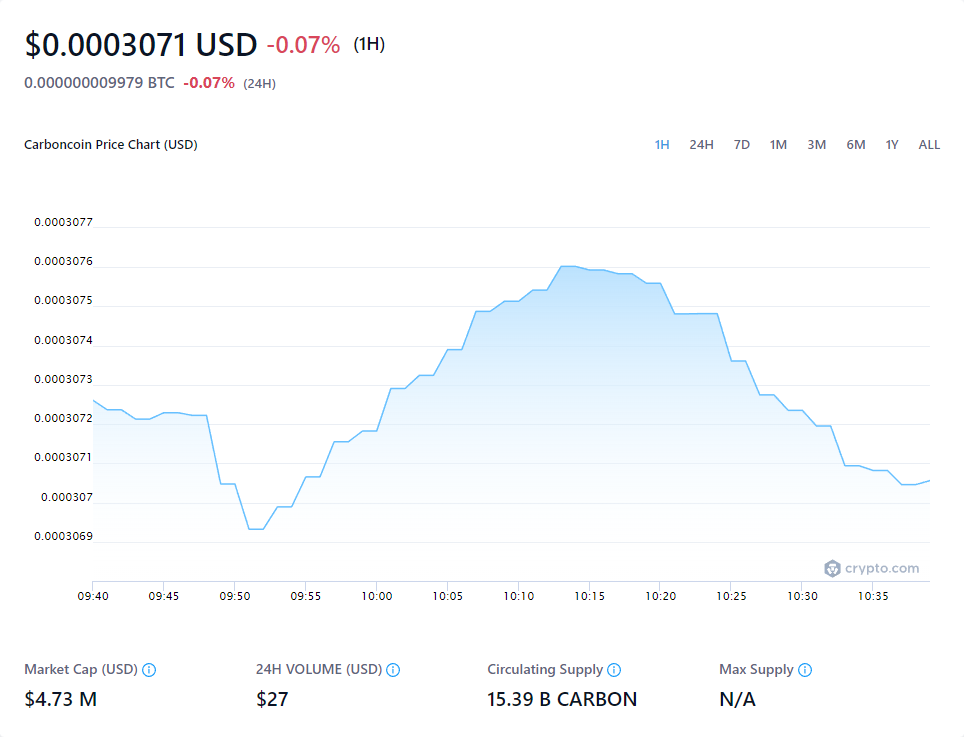 $0.0003071 USD -0.07% (1H)
0.000000009979 BTC -0.07% (24H)
Carboncoin Price Chart (USD)
1H 24H 7D 1M 3M 6M 1Y ALL
0.0003077
0.0003076
0.0003075
0.0003074
0.0003073
0.0003072
0.0003071
0.000307
0.0003069
crypto.com
09:40 09:45 09:50 09:55 10:00 10:05 10:10 10:15 10:20 10:25 10:30 10:35
Market Cap (USD) 24H VOLUME (USD) Circulating Supply Max Supply
$4.73 M $27 15.39 B CARBON N/A